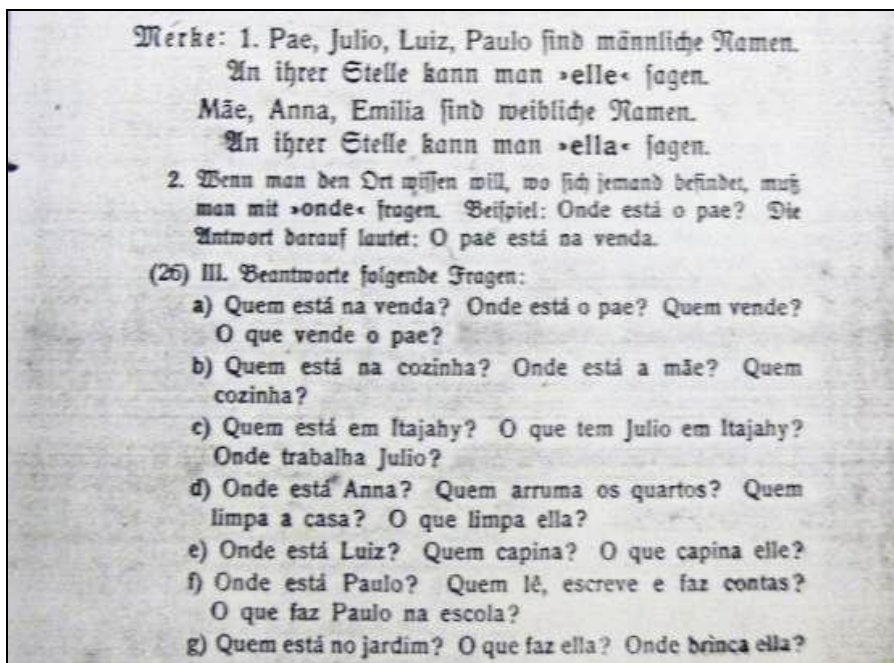 Merke: 1. Pae, Julio, Luiz, Paulo sind männliche Namen.
An ihrer Stelle kann man »elle« sagen.
Mãe, Anna, Emilia sind weibliche Namen.
An ihrer Stelle kann man »ella« sagen.
2. Wenn man den Ort wissen will, wo sich jemand befindet, muß
man mit »onde« fragen. Beispiel: Onde está o pae? Die
Antwort darauf lautet: O pae está na venda.
(26) III. Beantworte folgende Fragen:
a) Quem está na venda? Onde está o pae? Quem vende?
O que vende o pae?
b) Quem está na cozinha? Onde está a mãe? Quem
cozinha?
c) Quem está em Itajahy? O que tem Julio em Itajahy?
Onde trabalha Julio?
d) Onde está Anna? Quem arruma os quartos? Quem
limpa a casa? O que limpa ella?
e) Onde está Luiz? Quem capina? O que capina elle?
f) Onde está Paulo? Quem lê, escreve e faz contas?
O que faz Paulo na escola?
g) Quem está no jardim? O que faz ella? Onde brinca ella?